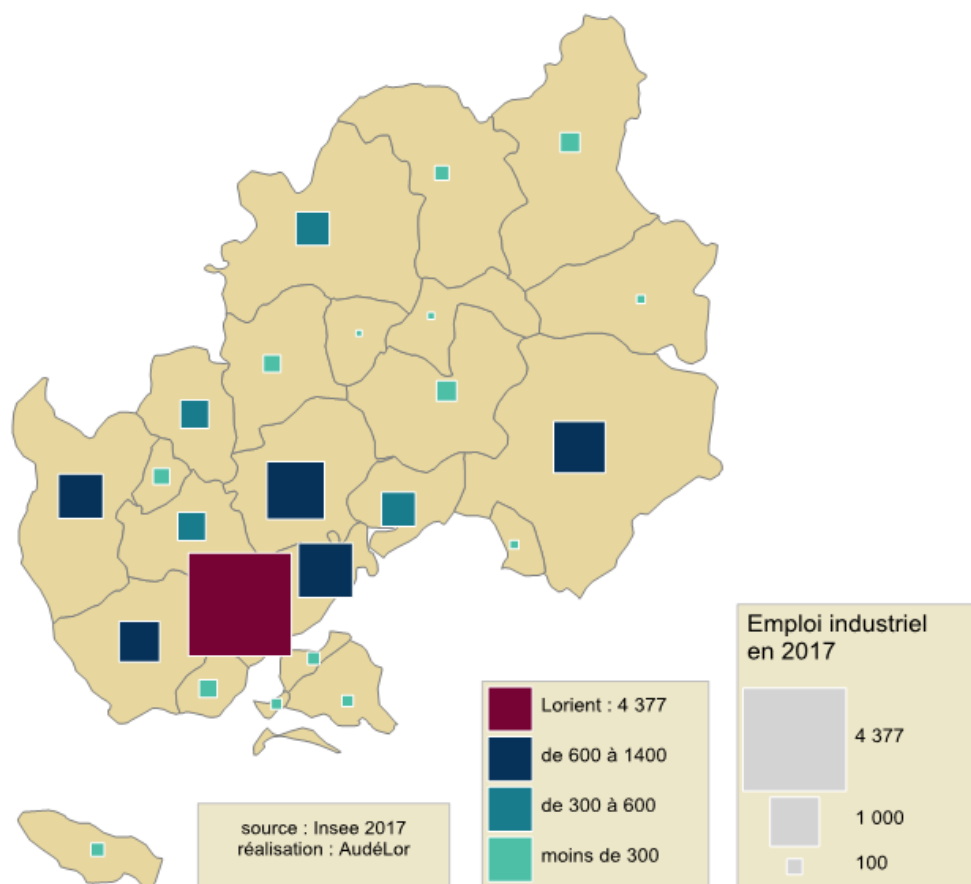 Emploi industriel
en 2017
4 377
1 000
100
Lorient : 4 377
de 600 à 1400
de 300 à 600
moins de 300
source : Insee 2017
réalisation : AudéLor